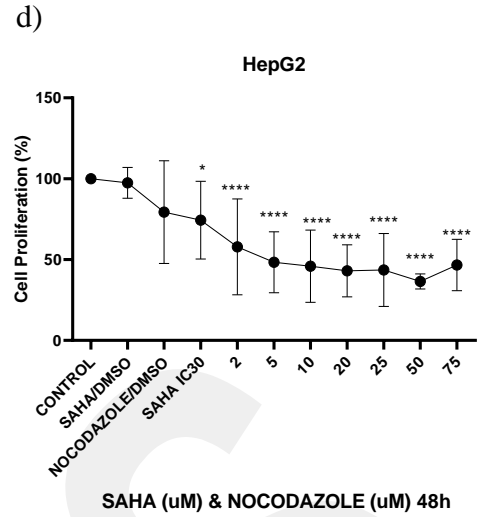 d)
HepG2
Cell Proliferation (%)
150
100
50
0
*
****
****
****
****
****
****
****
CONTROL
SAHA/DMSO
NOCODAZOLE/DMSO
SAHA IC30
2
5
10
20
25
50
75
SAHA (uM) & NOCODAZOLE (uM) 48h